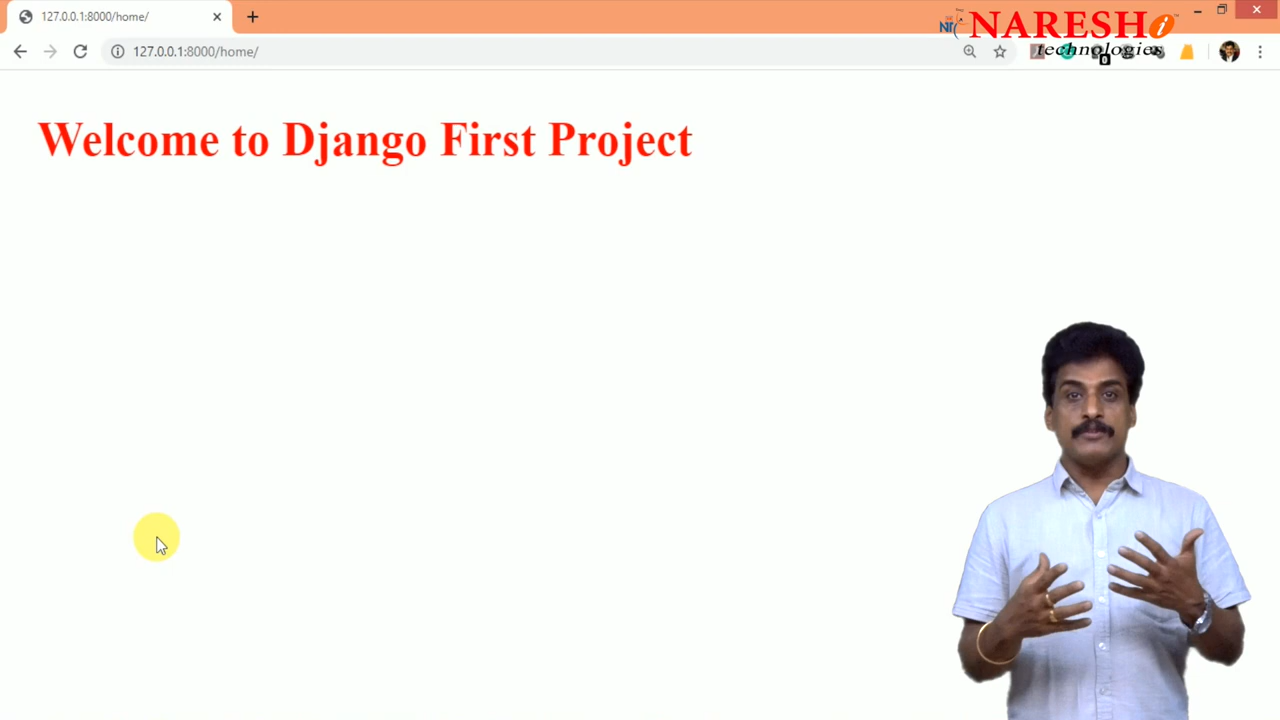 127.0.0.1:8000/home/
NARESH i
technologies
127.0.0.1:8000/home/
0
Welcome to Django First Project